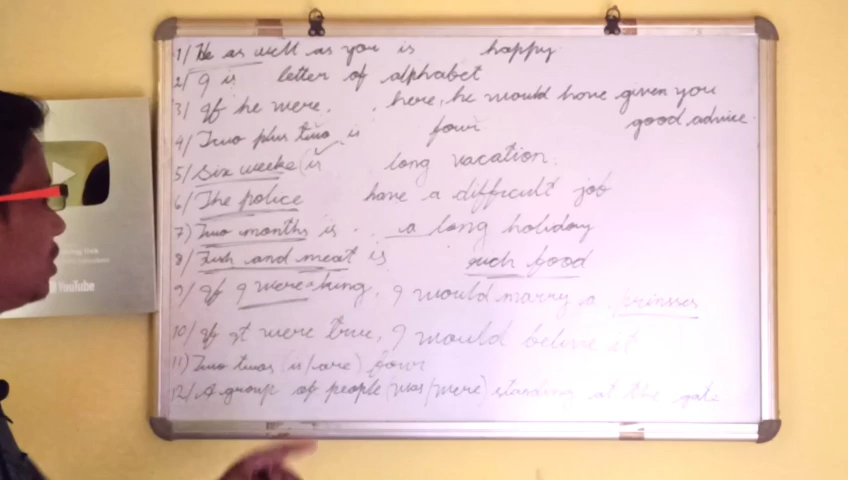 1/ He as well as you is happy.
2/ I is letter of alphabet
3/ If he were . . here, he would have given you
good advice.
4/ Two plus two is four
5/ Six weeks (is long vacation.
6/ The police have a difficult job
7) Two months is . . a long holiday
8/ Fish and meat is such food
9/ If I were a king, I would marry a prinsses
10/ If It were true, I would believe it
11) Two twos (is/are) four
12/ A group of people (was/were) standing at the gate
YouTube